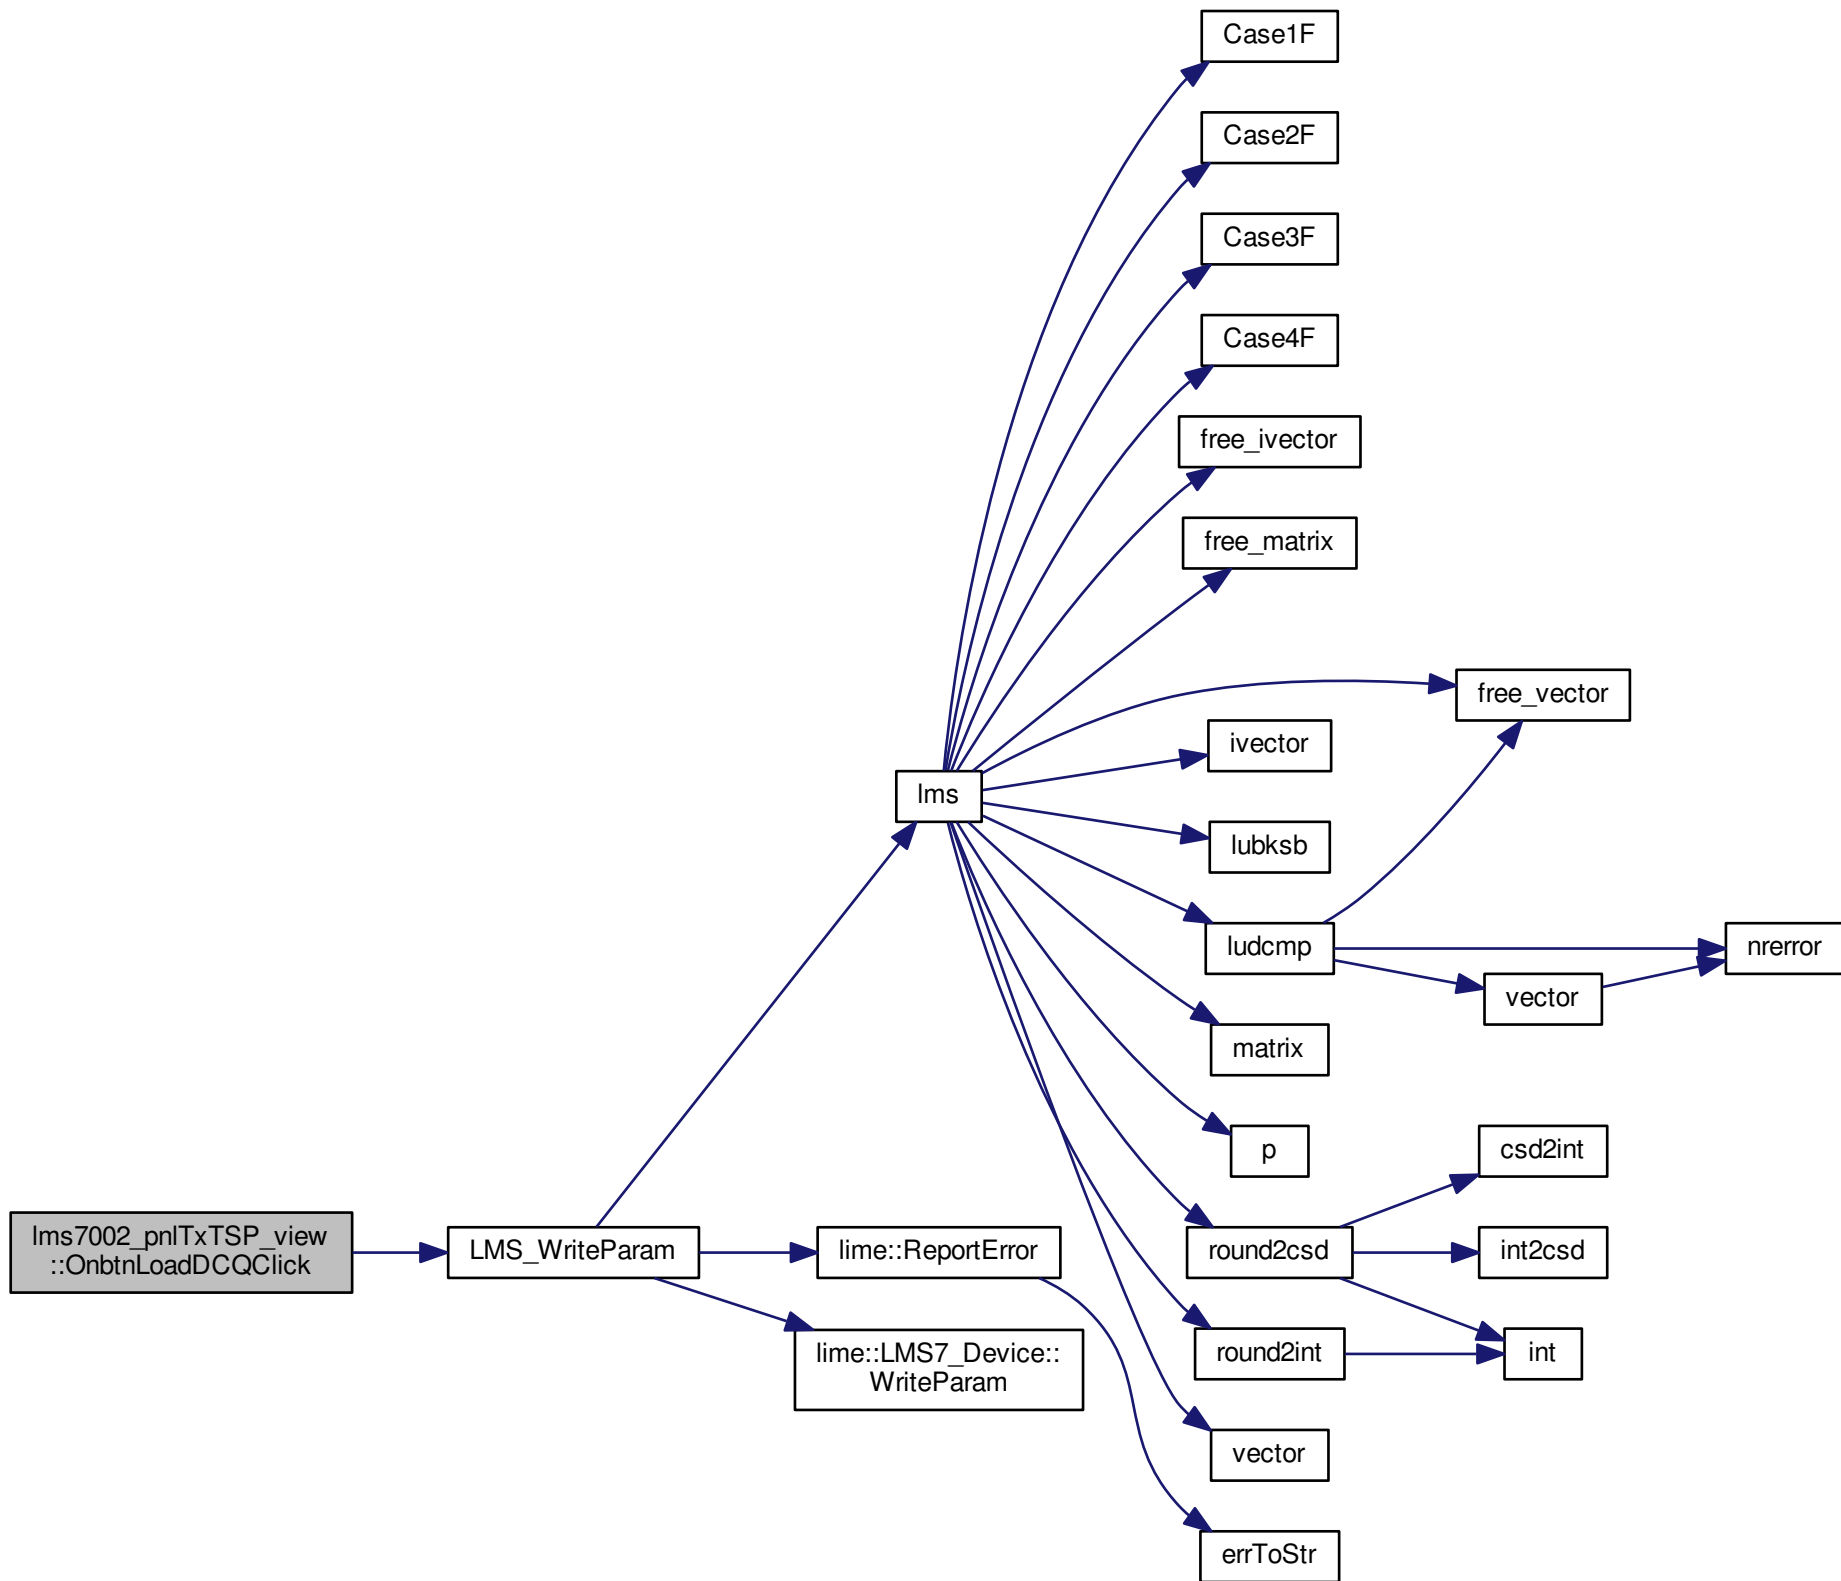 Case1F
Case2F
Case3F
Case4F
free_ivector
free_matrix
free_vector
ivector
lms
lubksb
ludcmp
nrerror
vector
matrix
p
csd2int
lms7002_pnlTxTSP_view
::OnbtnLoadDCQClick
LMS_WriteParam
lime::ReportError
round2csd
int2csd
lime::LMS7_Device::
WriteParam
round2int
int
vector
errToStr